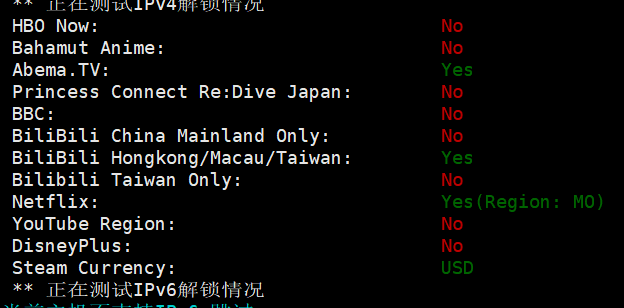 ** 正在测试IPv4解锁情况
HBO Now: No
Bahamut Anime: No
Abema.TV: Yes
Princess Connect Re:Dive Japan: No
BBC: No
BiliBili China Mainland Only: No
BiliBili Hongkong/Macau/Taiwan: Yes
Bilibili Taiwan Only: No
Netflix: Yes(Region: MO)
YouTube Region: No
DisneyPlus: No
Steam Currency: USD
** 正在测试IPv6解锁情况